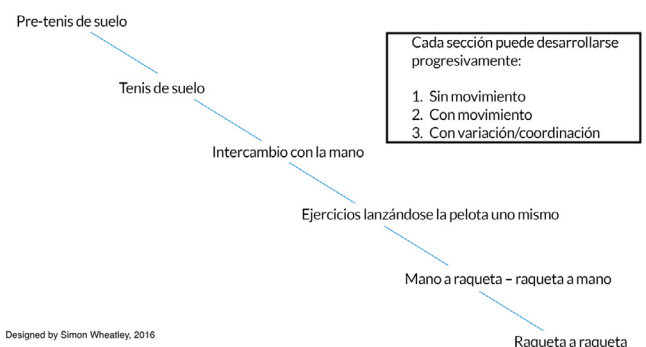 Pre-tenis de suelo
Cada sección puede desarrollarse
progresivamente:
1. Sin movimiento
2. Con movimiento
3. Con variación/coordinación
Tenis de suelo
Intercambio con la mano
Ejercicios lanzándose la pelota uno mismo
Mano a raqueta – raqueta a mano
Raqueta a raqueta
Designed by Simon Wheatley, 2016